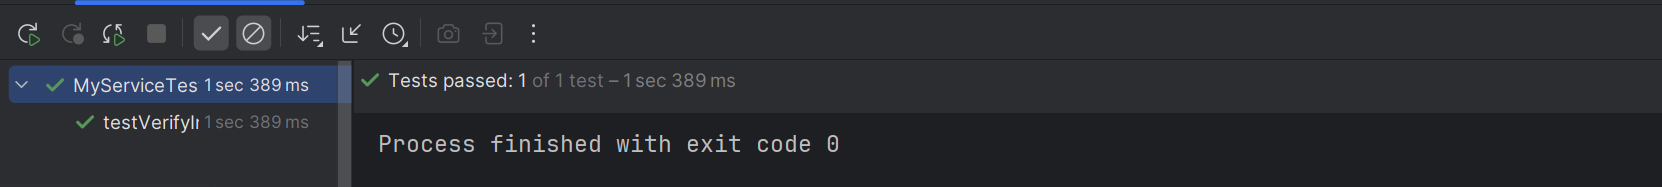 Tests passed: 1 of 1 test – 1 sec 389 ms
MyServiceTes 1 sec 389 ms
testVerifyI 1 sec 389 ms
Process finished with exit code 0